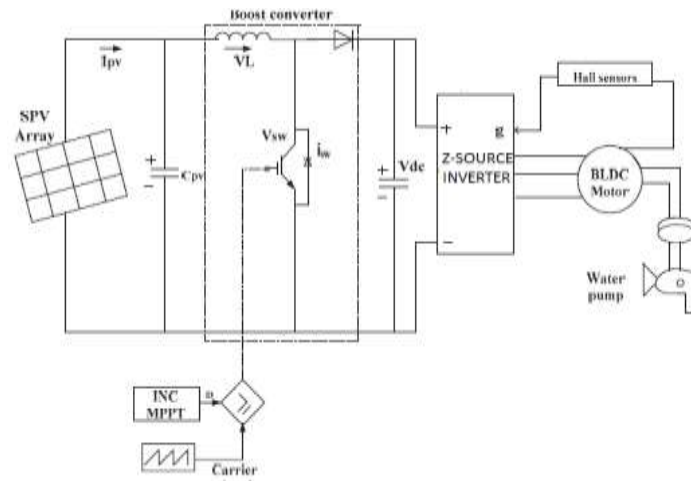 Boost converter
Ipv
VL
Hall sensors
SPV
Array
Vsw
isw
+
-
Cpv
+
-
Vdc
+
g
Z-SOURCE
INVERTER
-
BLDC
Motor
Water
pump
INC
MPPT
D
≥
Carrier